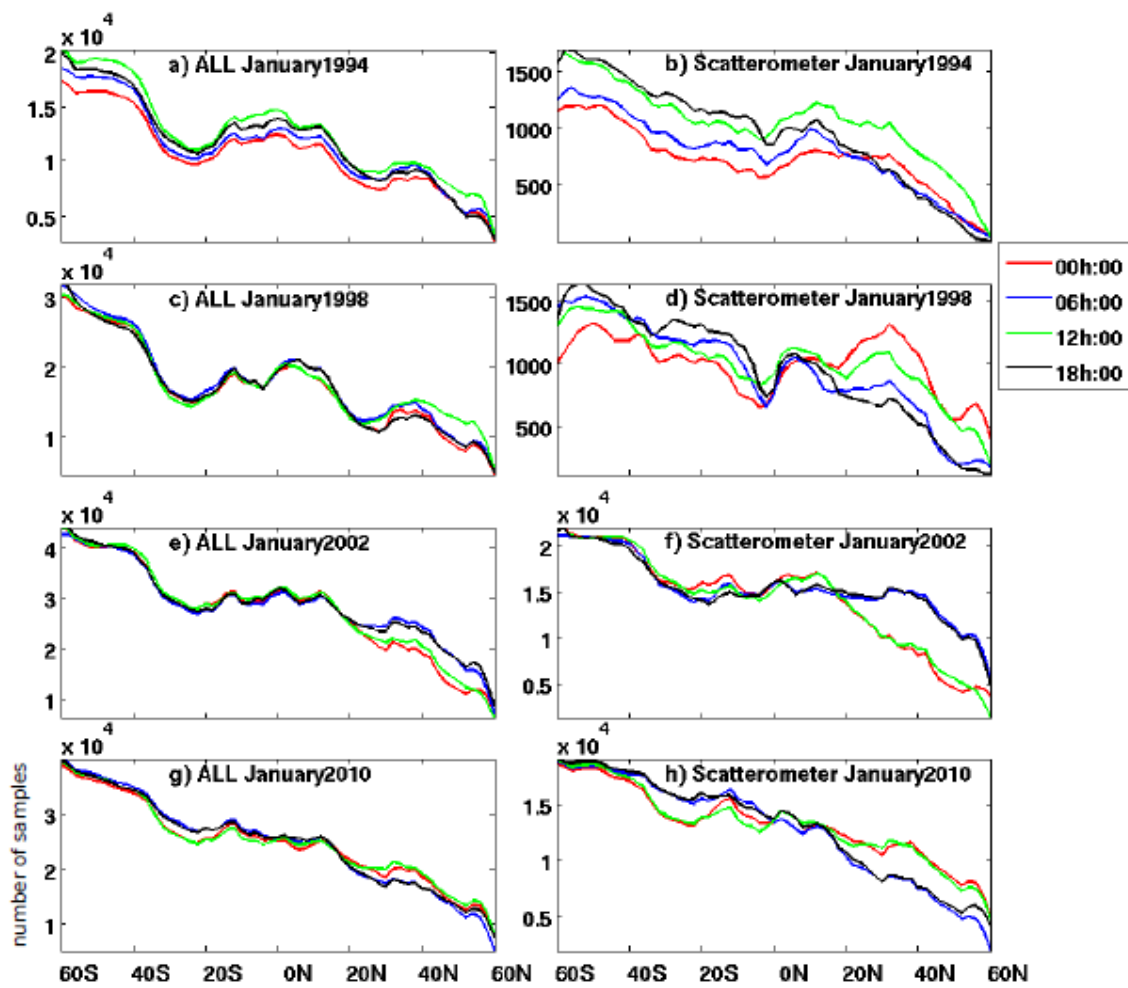 x 10 4
a) ALL January1994
2
1.5
1
0.5
b) Scatterometer January1994
1500
1000
500
x 10 4
c) ALL January1998
3
2
1
d) Scatterometer January1998
1500
1000
500
00h:00
06h:00
12h:00
18h:00
x 10 4
e) ALL January2002
4
3
2
1
x 10 4
f) Scatterometer January2002
2
1.5
1
0.5
x 10 4
g) ALL January2010
3
2
1
number of samples
x 10 4
h) Scatterometer January2010
1.5
1
0.5
60S 40S 20S 0N 20N 40N 60N
60S 40S 20S 0N 20N 40N 60N